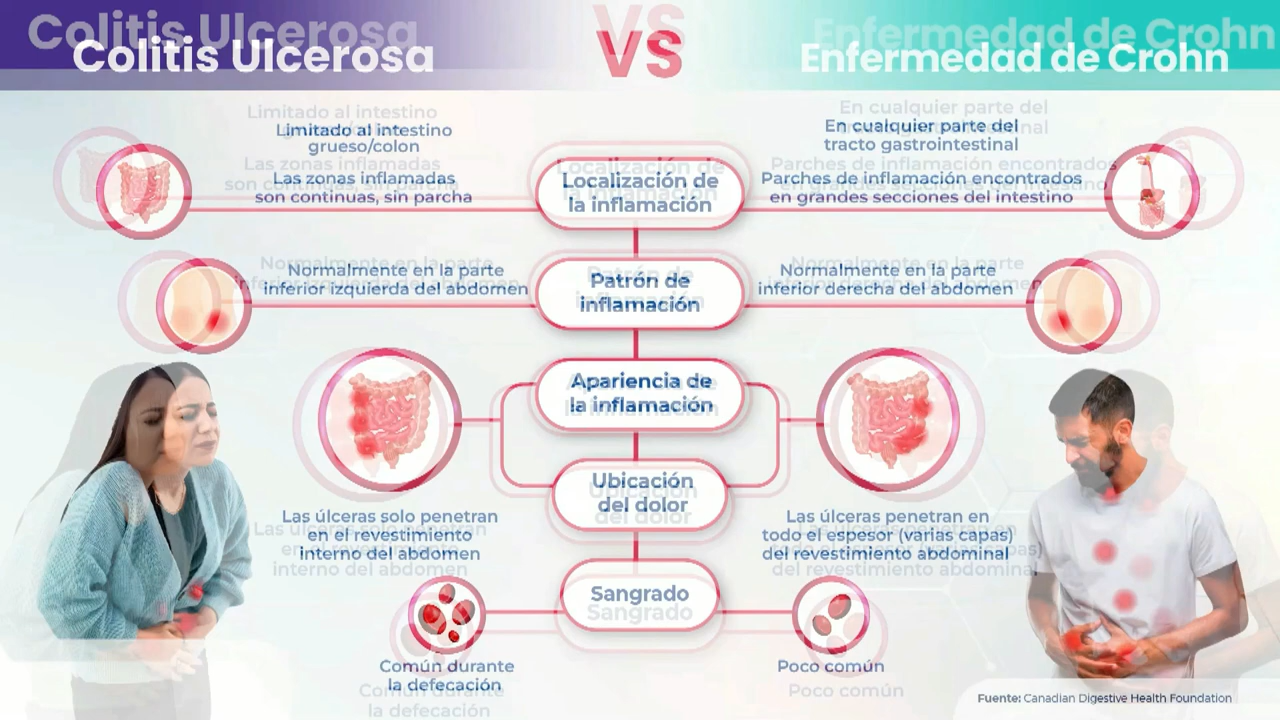 Colitis Ulcerosa
VS
Enfermedad de Crohn
Limitado al intestino
grueso/colon
Las zonas inflamadas
son continuas, sin parcha
Localización de
la inflamación
En cualquier parte del
tracto gastrointestinal
Parches de inflamación encontrados
en grandes secciones del intestino
Normalmente en la parte
inferior izquierda del abdomen
Patrón de
inflamación
Normalmente en la parte
inferior derecha del abdomen
Apariencia de
la inflamación
Ubicación
del dolor
Las úlceras solo penetran
en el revestimiento
interno del abdomen
Las úlceras penetran en
todo el espesor (varias capas)
del revestimiento abdominal
Sangrado
Común durante
la defecación
Poco común
Fuente: Canadian Digestive Health Foundation